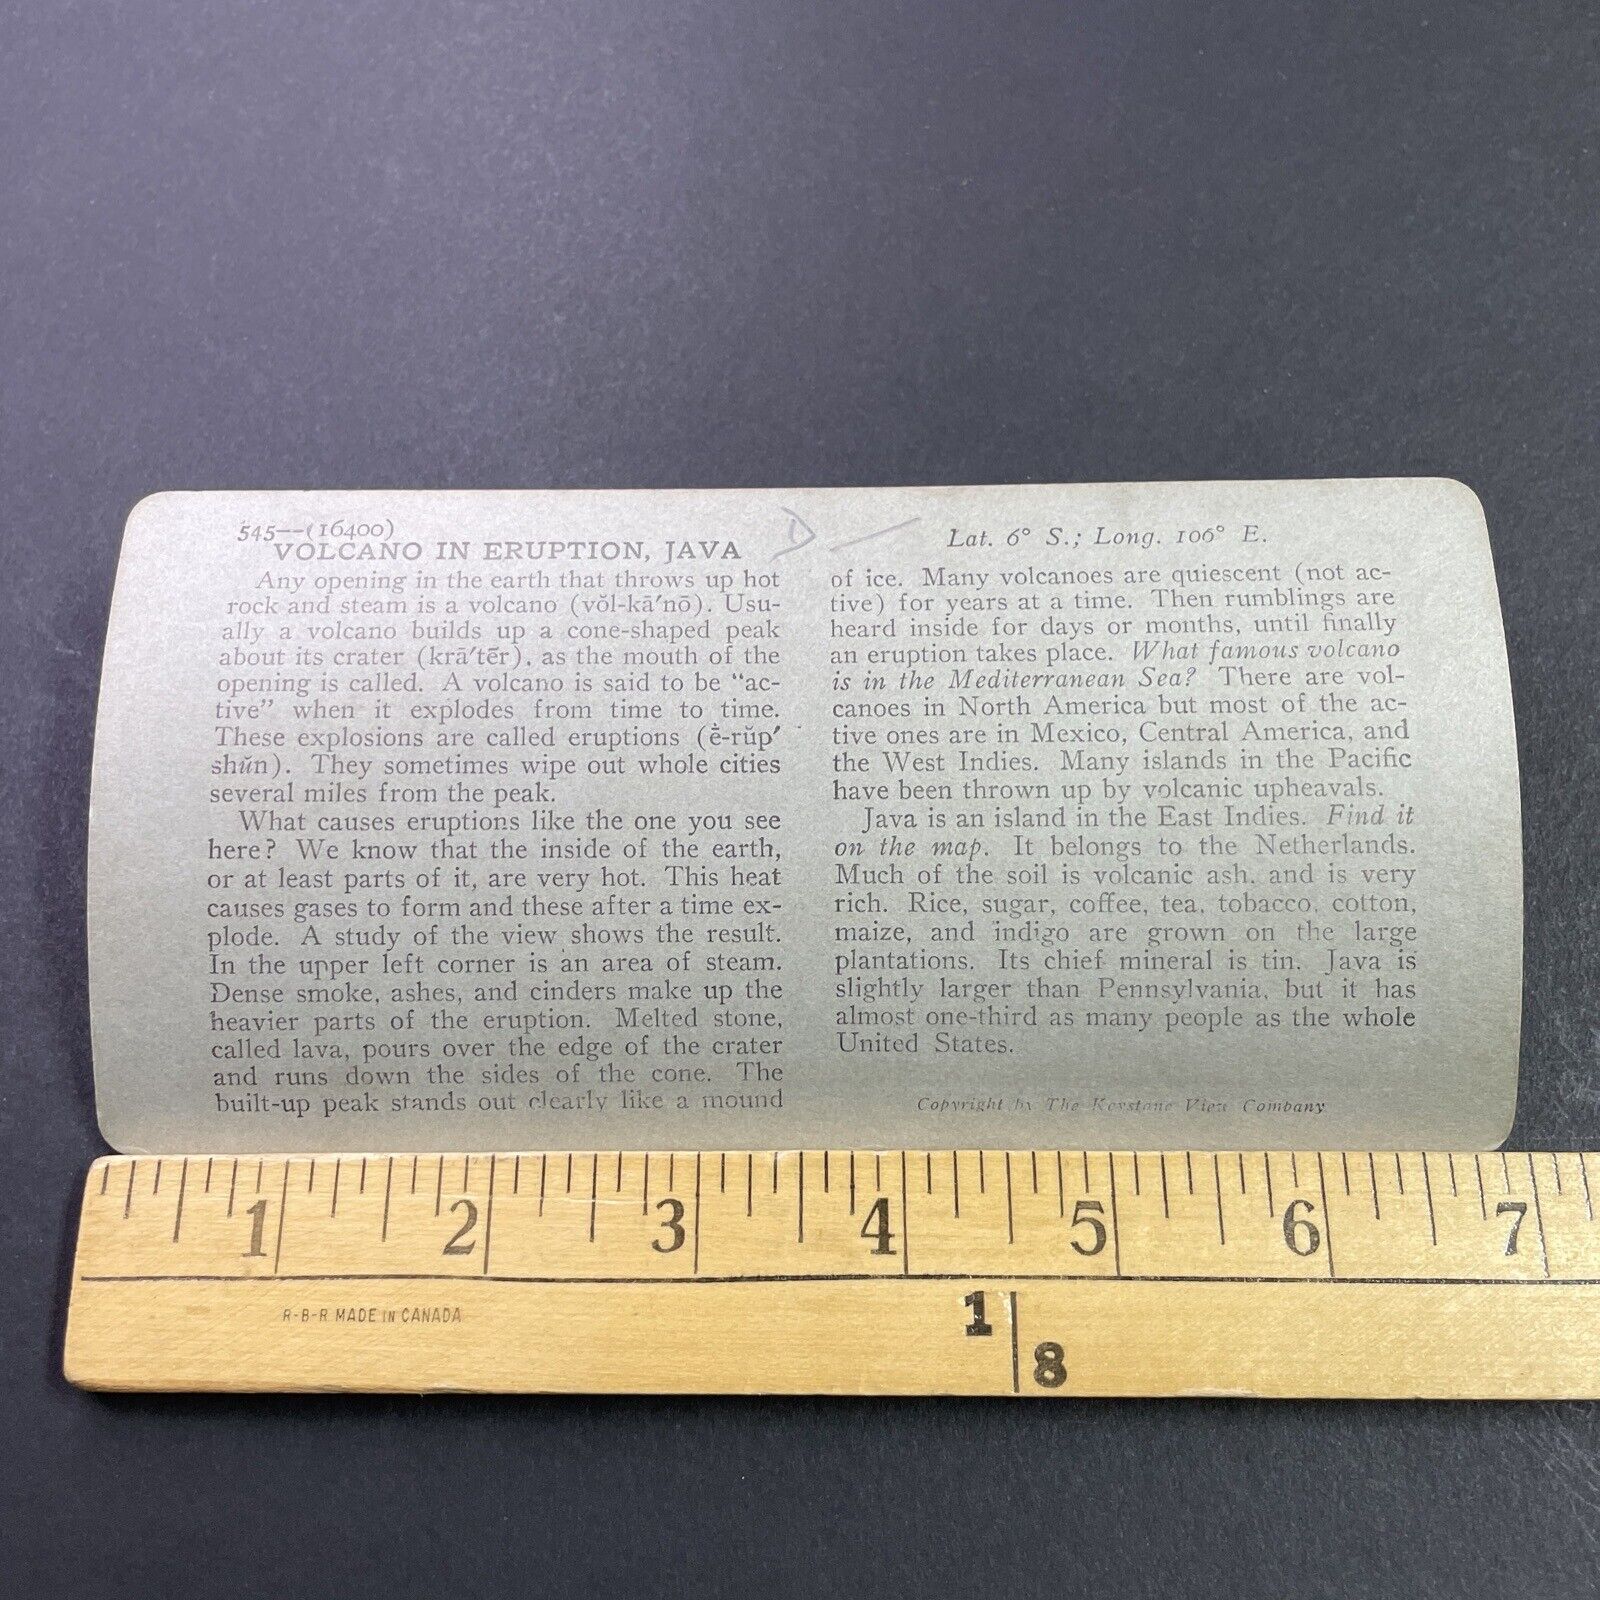 545—(16400)
VOLCANO IN ERUPTION, JAVA
Any opening in the earth that throws up hot
rock and steam is a volcano (vŏl-kā′nō). Usu-
ally a volcano builds up a cone-shaped peak
about its crater (krā′tẽr), as the mouth of the
opening is called. A volcano is said to be “ac-
tive” when it explodes from time to time.
These explosions are called eruptions (ė̄-rŭp′
shŭn). They sometimes wipe out whole cities
several miles from the peak.
What causes eruptions like the one you see
here? We know that the inside of the earth,
or at least parts of it, are very hot. This heat
causes gases to form and these after a time ex-
plode. A study of the view shows the result.
In the upper left corner is an area of steam.
Dense smoke, ashes, and cinders make up the
heavier parts of the eruption. Melted stone,
called lava, pours over the edge of the crater
and runs down the sides of the cone. The
built-up peak stands out clearly like a mound
D —
Lat. 6° S.; Long. 106° E.
of ice. Many volcanoes are quiescent (not ac-
tive) for years at a time. Then rumblings are
heard inside for days or months, until finally
an eruption takes place. What famous volcano
is in the Mediterranean Sea? There are vol-
canoes in North America but most of the ac-
tive ones are in Mexico, Central America, and
the West Indies. Many islands in the Pacific
have been thrown up by volcanic upheavals.
Java is an island in the East Indies. Find it
on the map. It belongs to the Netherlands.
Much of the soil is volcanic ash, and is very
rich. Rice, sugar, coffee, tea, tobacco, cotton,
maize, and indigo are grown on the large
plantations. Its chief mineral is tin. Java is
slightly larger than Pennsylvania, but it has
almost one-third as many people as the whole
United States.
Copyright by The Keystone View Company
1 2 3 4 5 6 7
R-B-R MADE IN CANADA
1
8